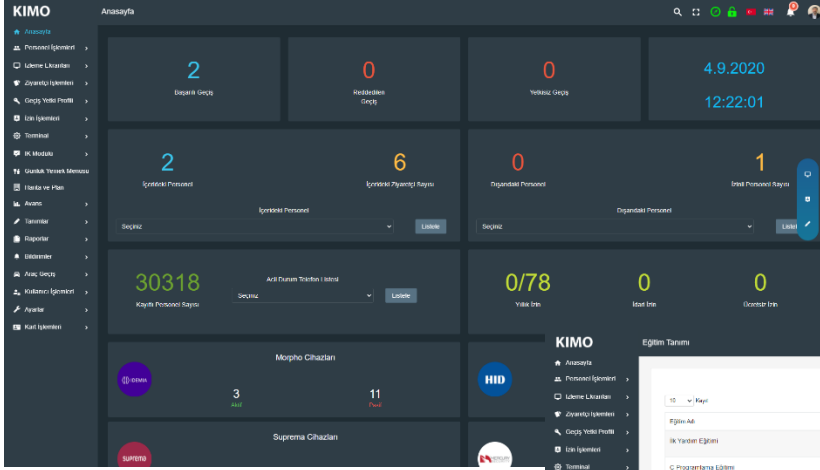 KIMO
Anasayfa
Anasayfa
Personel İşlemleri
İzleme Ekranları
Ziyaretçi İşlemleri
Geçiş Yetki Profili
İzin İşlemleri
Terminal
IK Modülü
Günlük Yemek Menüsü
Harita ve Plan
Avans
Tanımlar
Raporlar
Bildirimler
Araç Geçiş
Kullanıcı İşlemleri
Ayarlar
Kart İşlemleri
2
Başarılı Geçiş
0
Reddedilen
Geçiş
0
Yetkisiz Geçiş
4.9.2020
12:22:01
2
İçerideki Personel
6
İçerideki Ziyaretçi Sayısı
İçerideki Personel
Seçiniz
Listele
0
Dışarıdaki Personel
1
İzinli Personel Sayısı
Dışarıdaki Personel
Seçiniz
Listele
30318
Kayıtlı Personel Sayısı
Acil Durum Telefon Listesi
Seçiniz
Listele
0/78
Yıllık İzin
0
İdari İzin
0
Ücretsiz İzin
Morpho Cihazları
IDEMIA
3
Aktif
11
Pasif
HID
Suprema Cihazları
suprema
KIMO
Eğitim Tanımı
Anasayfa
Personel İşlemleri
İzleme Ekranları
Ziyaretçi İşlemleri
Geçiş Yetki Profili
İzin İşlemleri
Terminal
10
Kayıt
Eğitim Adı
İlk Yardım Eğitimi
C Programlama Eğitimi